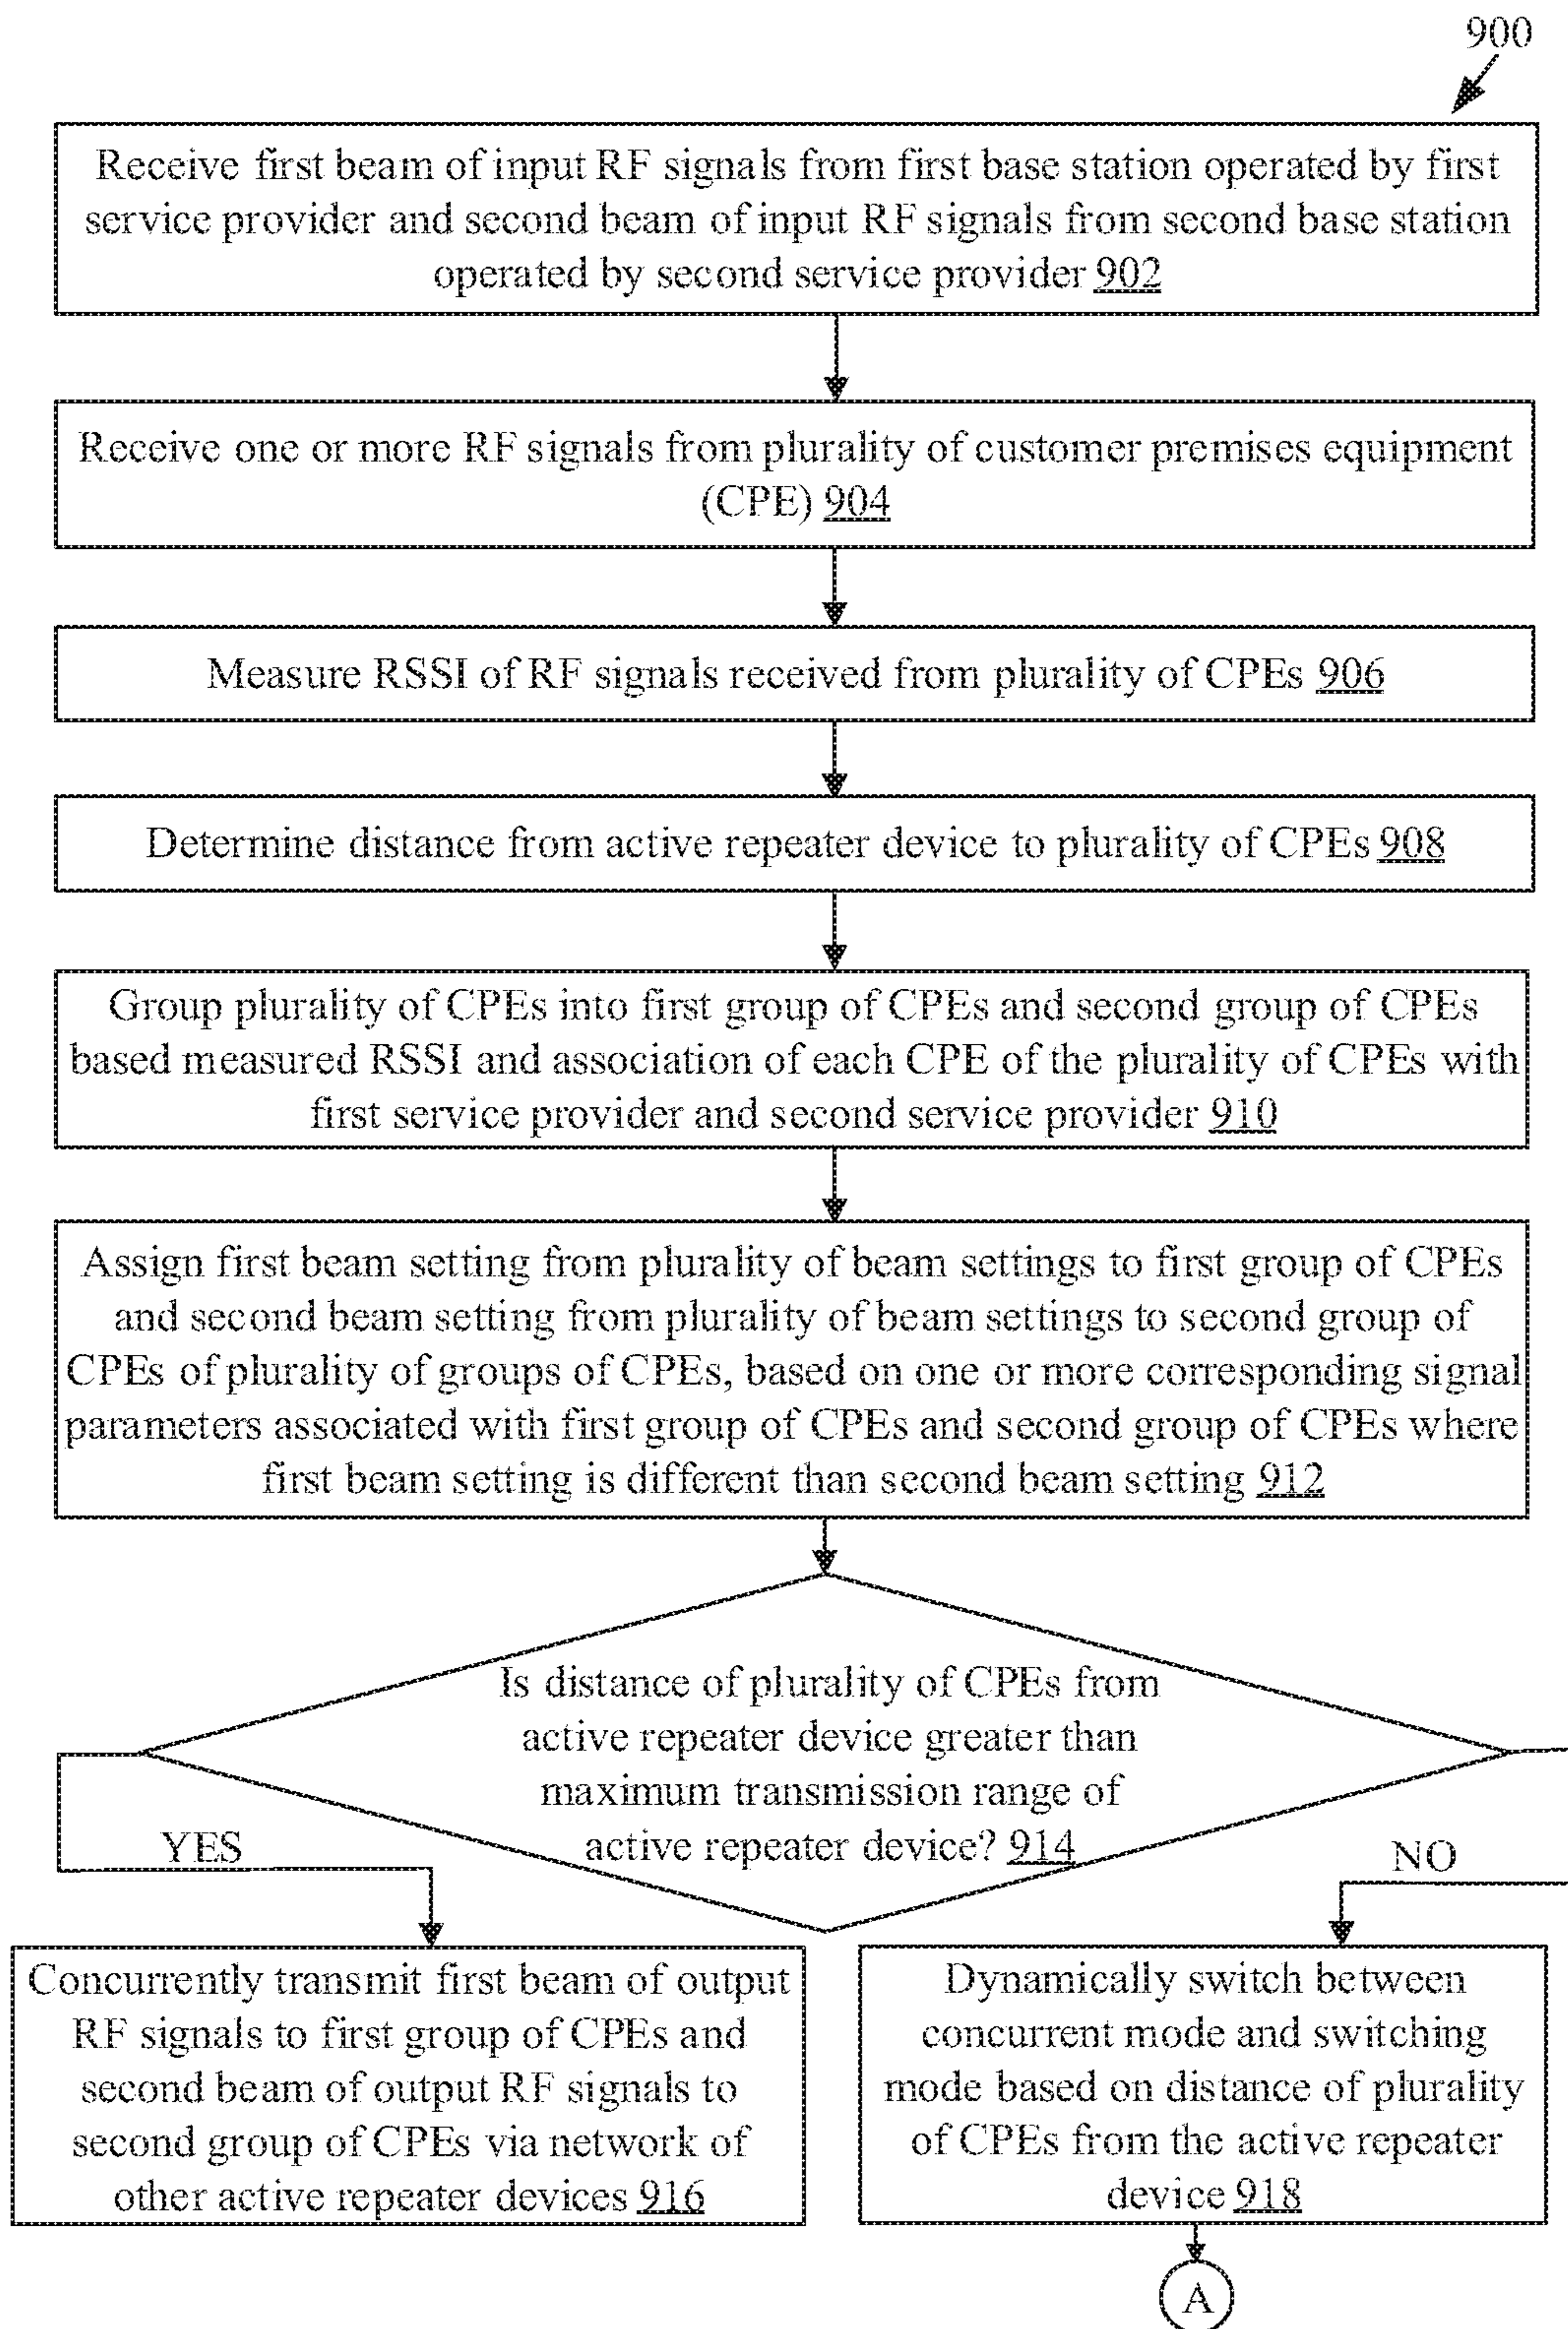 900
Receive first beam of input RF signals from first base station operated by first
service provider and second beam of input RF signals from second base station
operated by second service provider 902
Receive one or more RF signals from plurality of customer premises equipment
(CPE) 904
Measure RSSI of RF signals received from plurality of CPEs 906
Determine distance from active repeater device to plurality of CPEs 908
Group plurality of CPEs into first group of CPEs and second group of CPEs
based measured RSSI and association of each CPE of the plurality of CPEs with
first service provider and second service provider 910
Assign first beam setting from plurality of beam settings to first group of CPEs
and second beam setting from plurality of beam settings to second group of
CPEs of plurality of groups of CPEs, based on one or more corresponding signal
parameters associated with first group of CPEs and second group of CPEs where
first beam setting is different than second beam setting 912
Is distance of plurality of CPEs from
active repeater device greater than
maximum transmission range of
active repeater device? 914
YES
NO
Concurrently transmit first beam of output
RF signals to first group of CPEs and
second beam of output RF signals to
second group of CPEs via network of
other active repeater devices 916
Dynamically switch between
concurrent mode and switching
mode based on distance of plurality
of CPEs from the active repeater
device 918
A